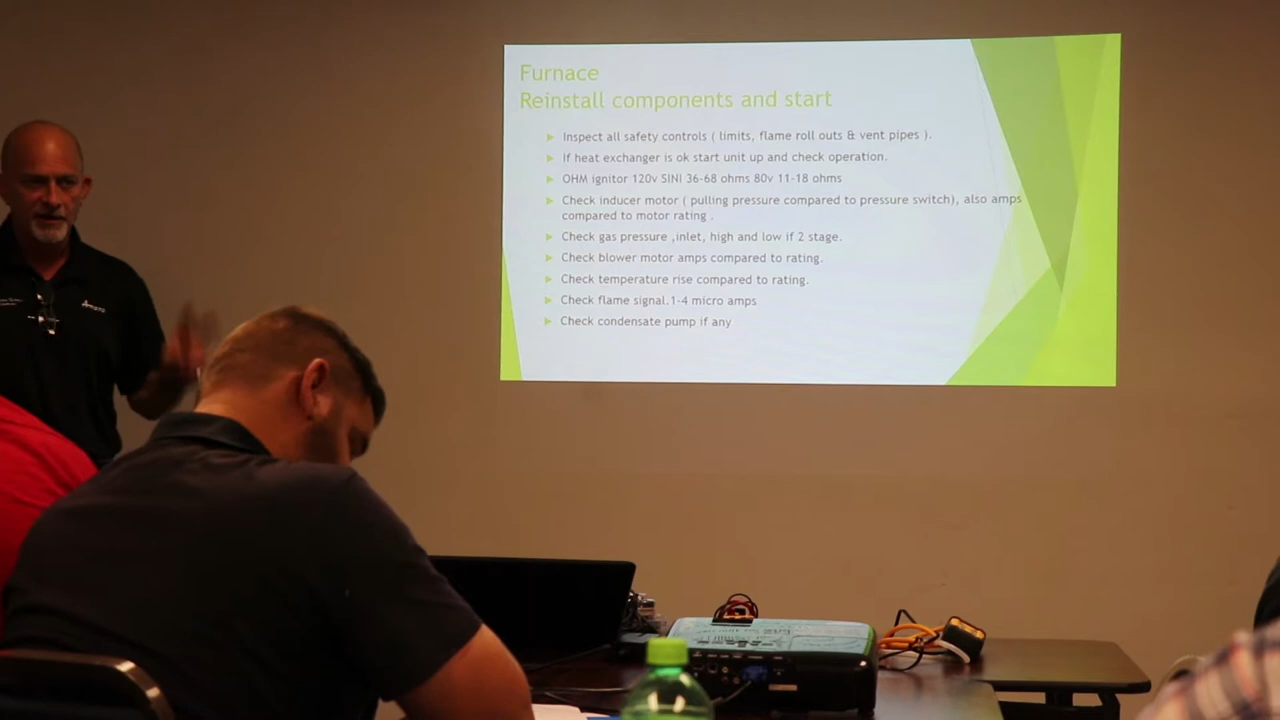 Furnace
Reinstall components and start
Inspect all safety controls ( limits, flame roll outs & vent pipes ).
If heat exchanger is ok start unit up and check operation.
OHM ignitor 120v SINI 36-68 ohms 80v 11-18 ohms
Check inducer motor ( pulling pressure compared to pressure switch), also amps
compared to motor rating .
Check gas pressure ,inlet, high and low if 2 stage.
Check blower motor amps compared to rating.
Check temperature rise compared to rating.
Check flame signal.1-4 micro amps
Check condensate pump if any